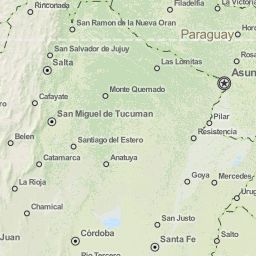 Rinconada
Filadelfia
La Victoria
San Ramon de la Nueva Oran
Paraguay
San Salvador de Jujuy
Salta
Las Lomitas
Asun
Cafayate
Monte Quemado
San Miguel de Tucuman
Pilar
Resistencia
Belen
Santiago del Estero
Catamarca
Anatuya
La Rioja
Goya
Mercedes
Chamical
San Justo
Juan
Córdoba
Santa Fe
Salto
Rio Tercero